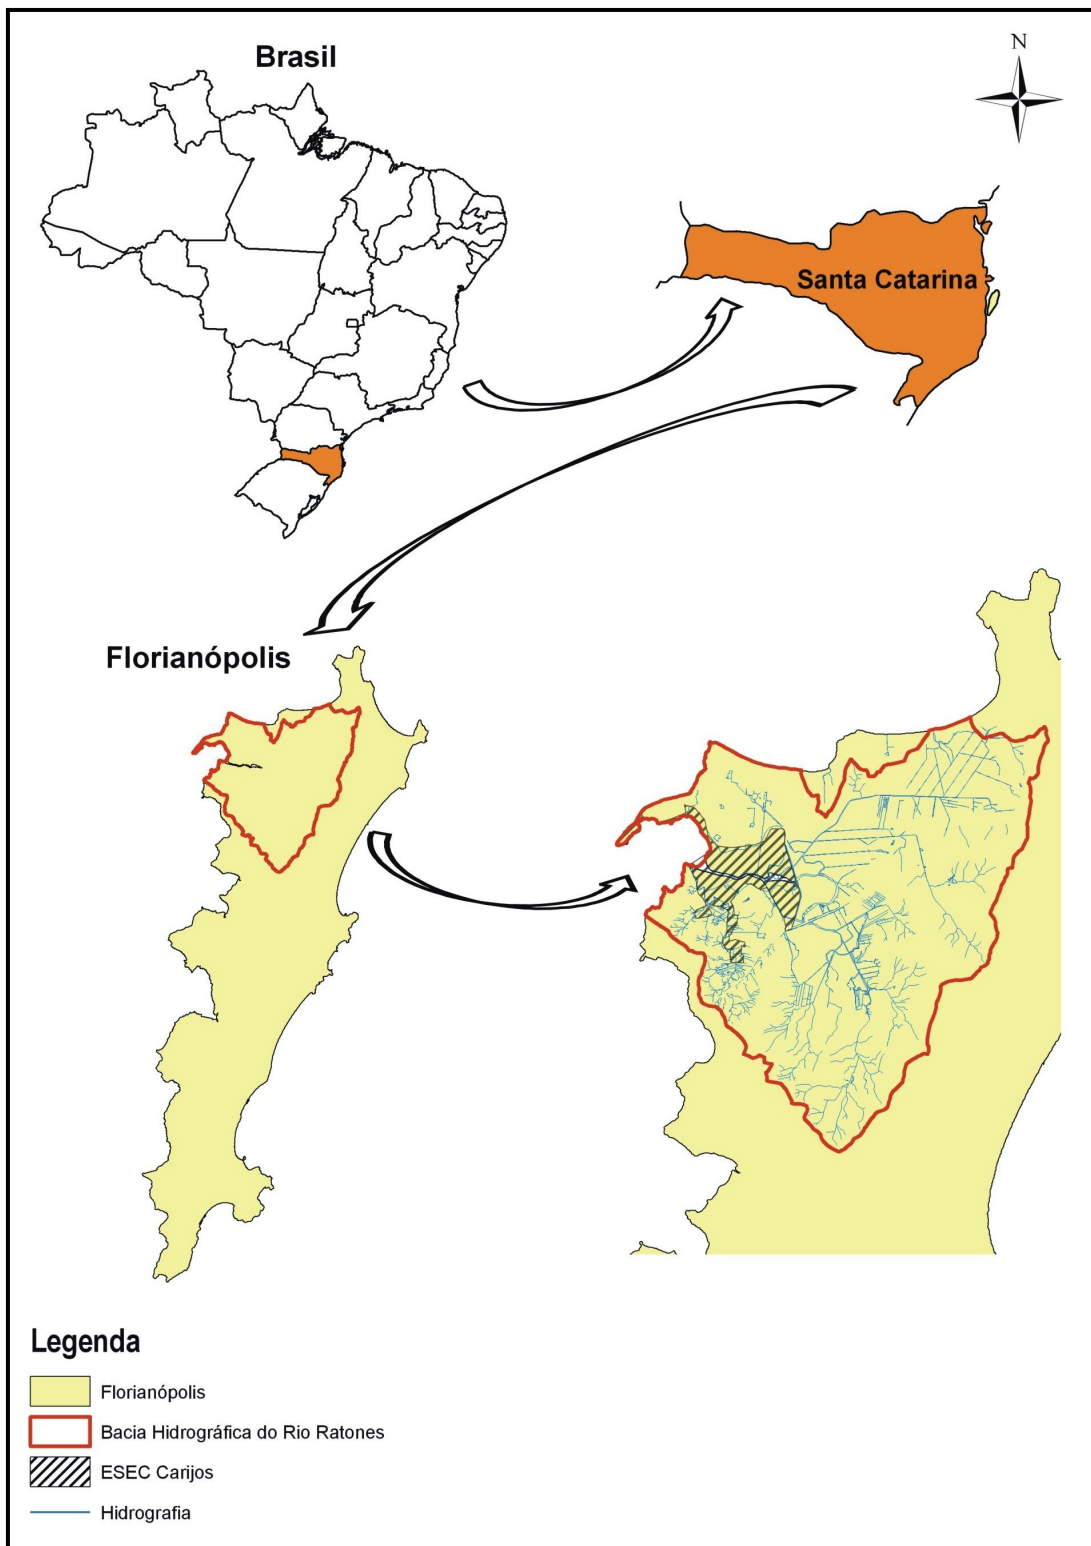 Brasil
N
Santa Catarina
Florianópolis
Legenda
Florianópolis
Bacia Hidrográfica do Rio Ratones
ESEC Carijos
Hidrografia